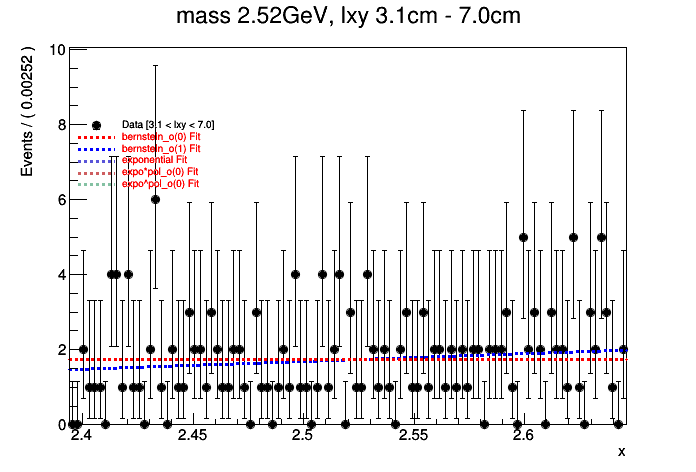 mass 2.52GeV, lxy 3.1cm - 7.0cm
Events / ( 0.00252 )
10
8
6
4
2
0
Data [3.1 < lxy < 7.0]
bernstein_o(0) Fit
bernstein_o(1) Fit
exponential Fit
expo*pol_o(0) Fit
expo^pol_o(0) Fit
2.4 2.45 2.5 2.55 2.6
x